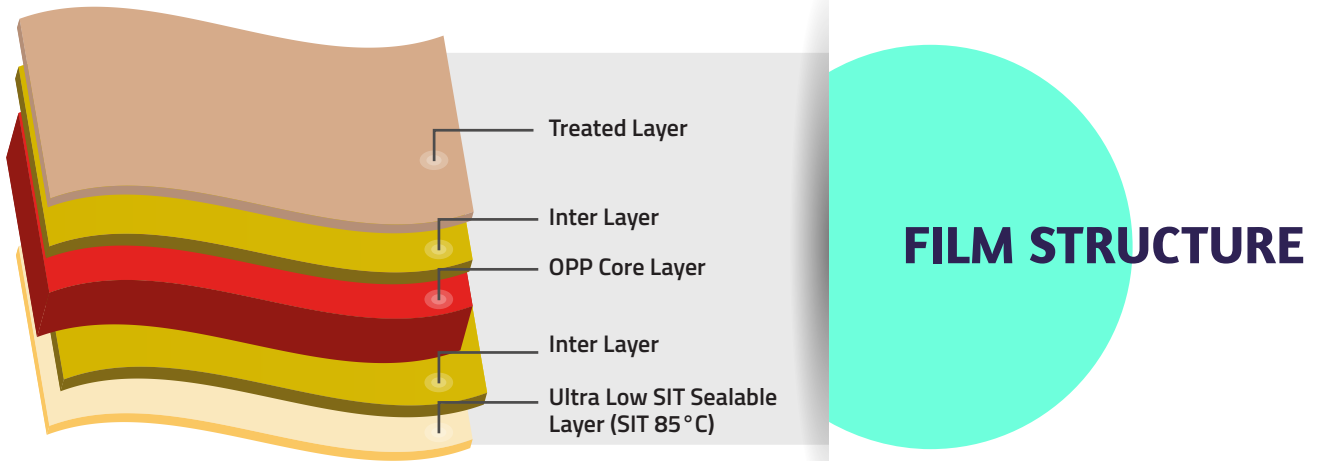 Treated Layer
Inter Layer
OPP Core Layer
Inter Layer
Ultra Low SIT Sealable
Layer (SIT 85°C)
FILM STRUCTURE